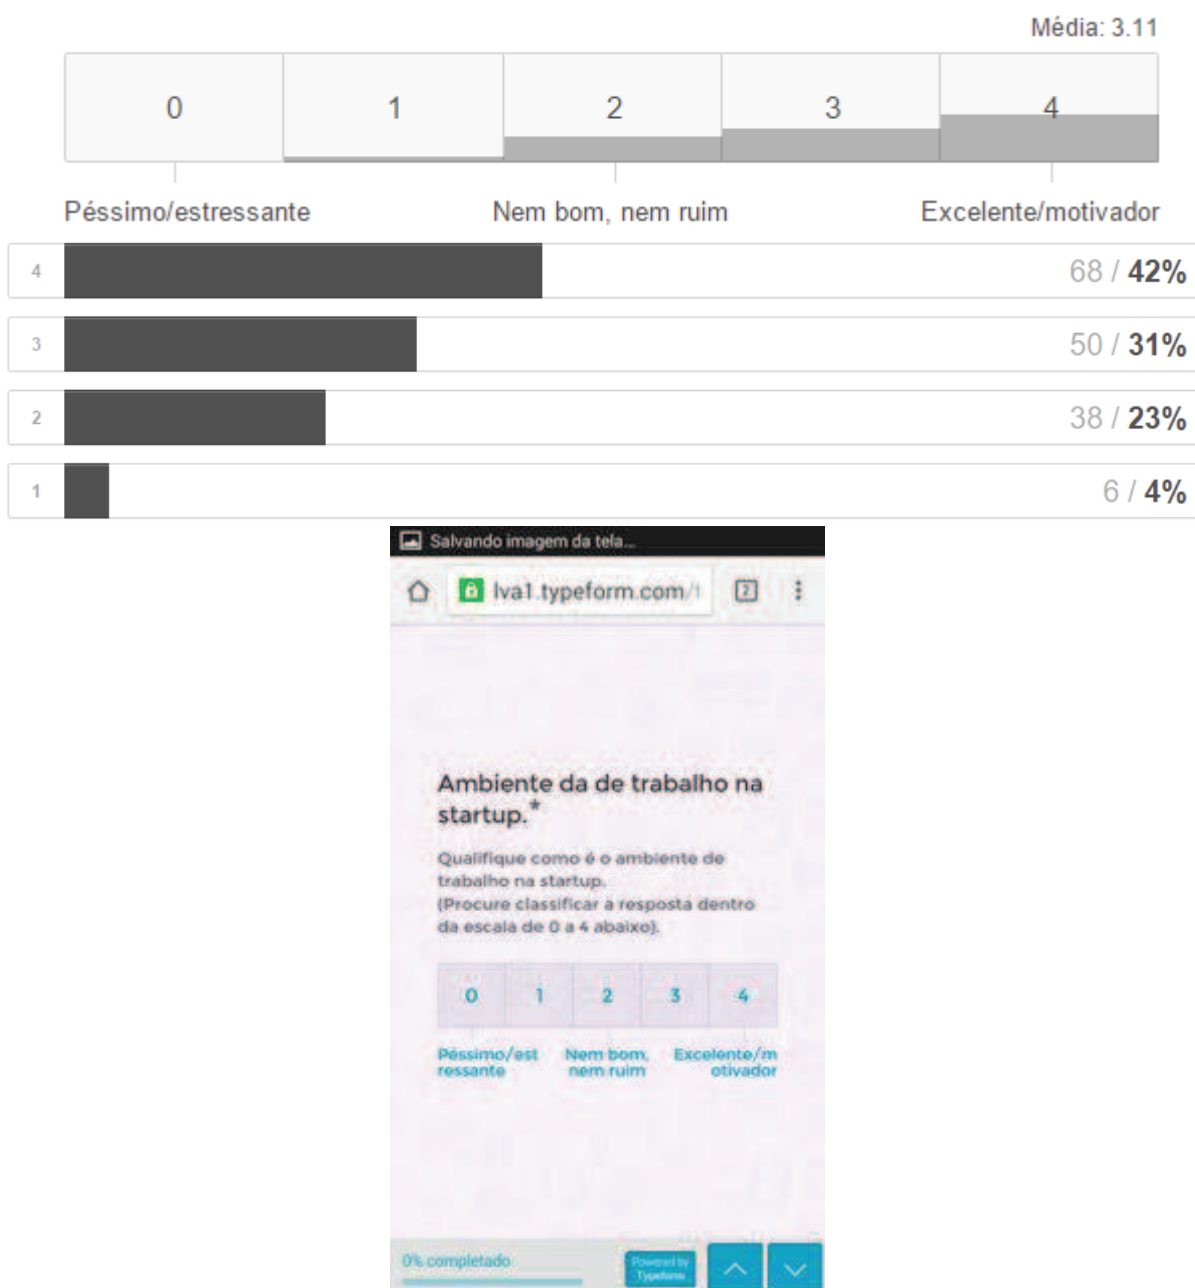 Média: 3.11
0 1 2 3 4
Péssimo/estressante Nem bom, nem ruim Excelente/motivador
4 68 / 42%
3 50 / 31%
2 38 / 23%
1 6 / 4%
Salvando imagem da tela...
lva1.typeform.com/ 2
Ambiente da de trabalho na
startup.*
Qualifique como é o ambiente de
trabalho na startup.
(Procure classificar a resposta dentro
da escala de 0 a 4 abaixo).
0 1 2 3 4
Péssimo/est Nem bom, Excelente/m
ressante nem ruim otivador
0% completado
Powered by
Typeform